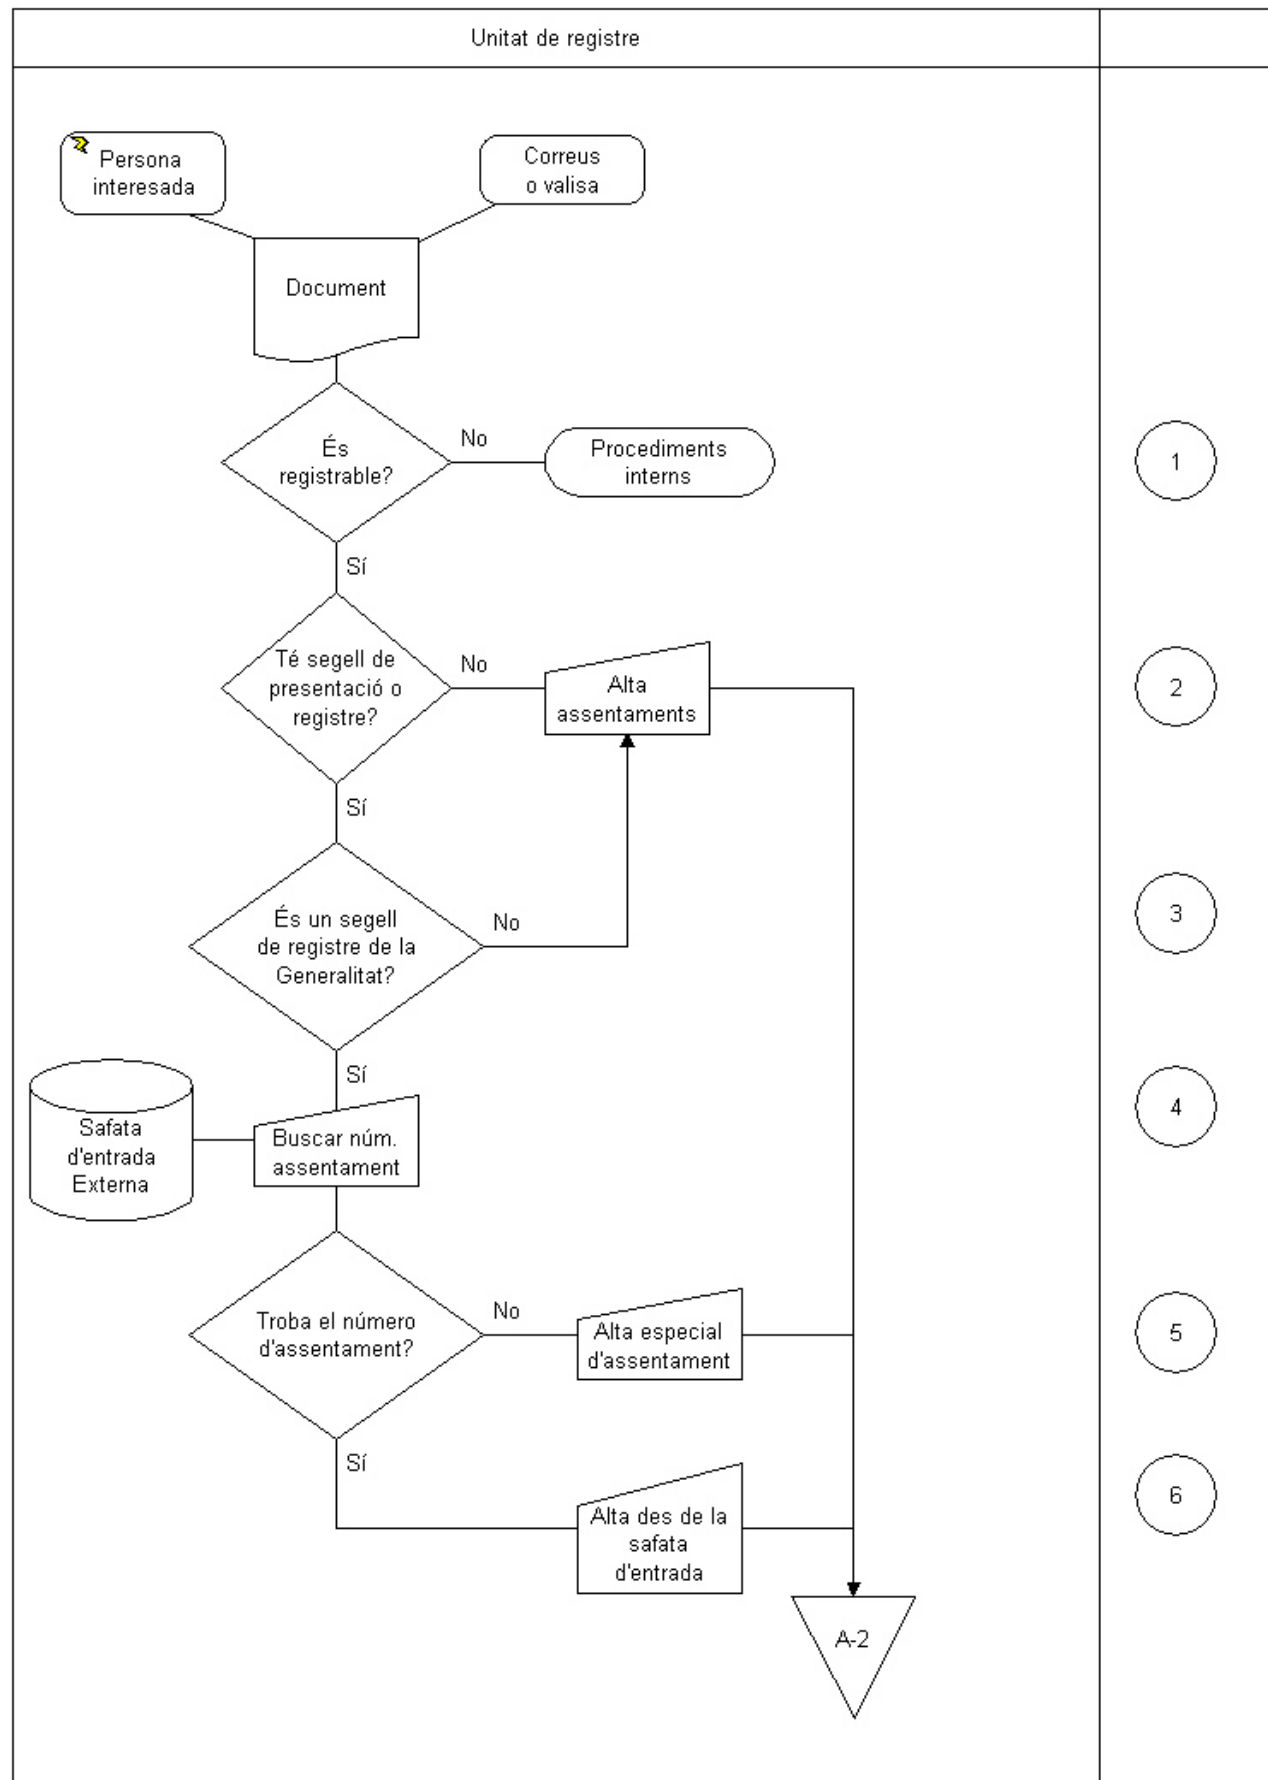 Unitat de registre
Persona
interesada
Correus
o valisa
Document
És
registrable?
No
Procediments
interns
1
Sí
Té segell de
presentació o
registre?
No
Alta
assentaments
2
Sí
És un segell
de registre de la
Generalitat?
No
3
Sí
Safata
d'entrada
Externa
Buscar núm.
assentament
4
Troba el número
d'assentament?
No
Alta especial
d'assentament
5
Sí
Alta des de la
safata
d'entrada
6
A-2